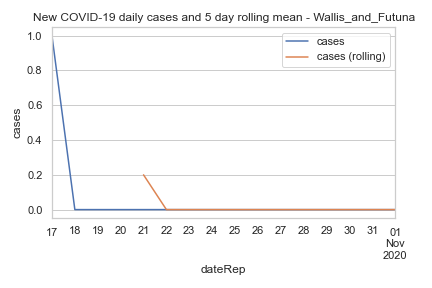 New COVID-19 daily cases and 5 day rolling mean - Wallis_and_Futuna
cases
cases (rolling)
cases
1.0
0.8
0.6
0.4
0.2
0.0
17 18 19 20 21 22 23 24 25 26 27 28 29 30 31 01
Nov
2020
dateRep